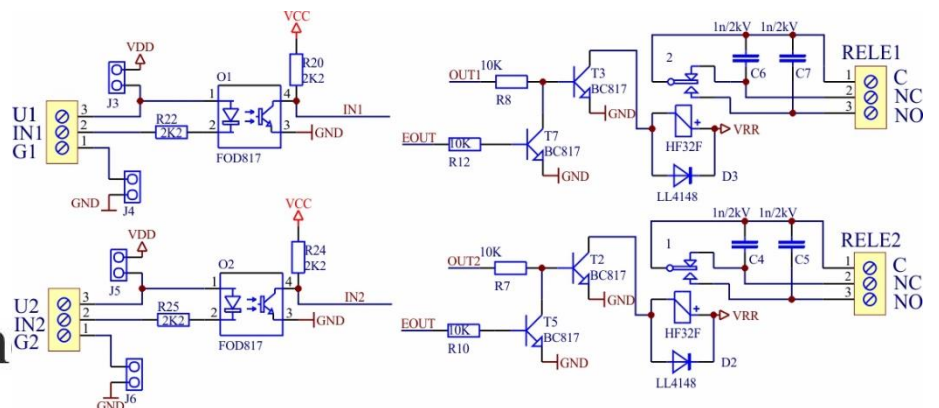 VDD
J3
U1
IN1
G1
3
2
1
R22
2K2
J4
GND
O1
1
2
4
3
FOD817
VCC
R20
2K2
IN1
GND
OUT1
10K
R8
T3
BC817
GND
EOUT
10K
R12
T7
BC817
GND
HF32F
+
VRR
LL4148
D3
2
1n/2kV
1n/2kV
C6
C7
RELE1
1
2
3
C
NC
NO
VDD
J5
U2
IN2
G2
3
2
1
R25
2K2
J6
GND
O2
1
2
4
3
FOD817
VCC
R24
2K2
IN2
GND
OUT2
10K
R7
T2
BC817
GND
EOUT
10K
R10
T5
BC817
GND
HF32F
+
VRR
LL4148
D2
1
1n/2kV
1n/2kV
C4
C5
RELE2
1
2
3
C
NC
NO